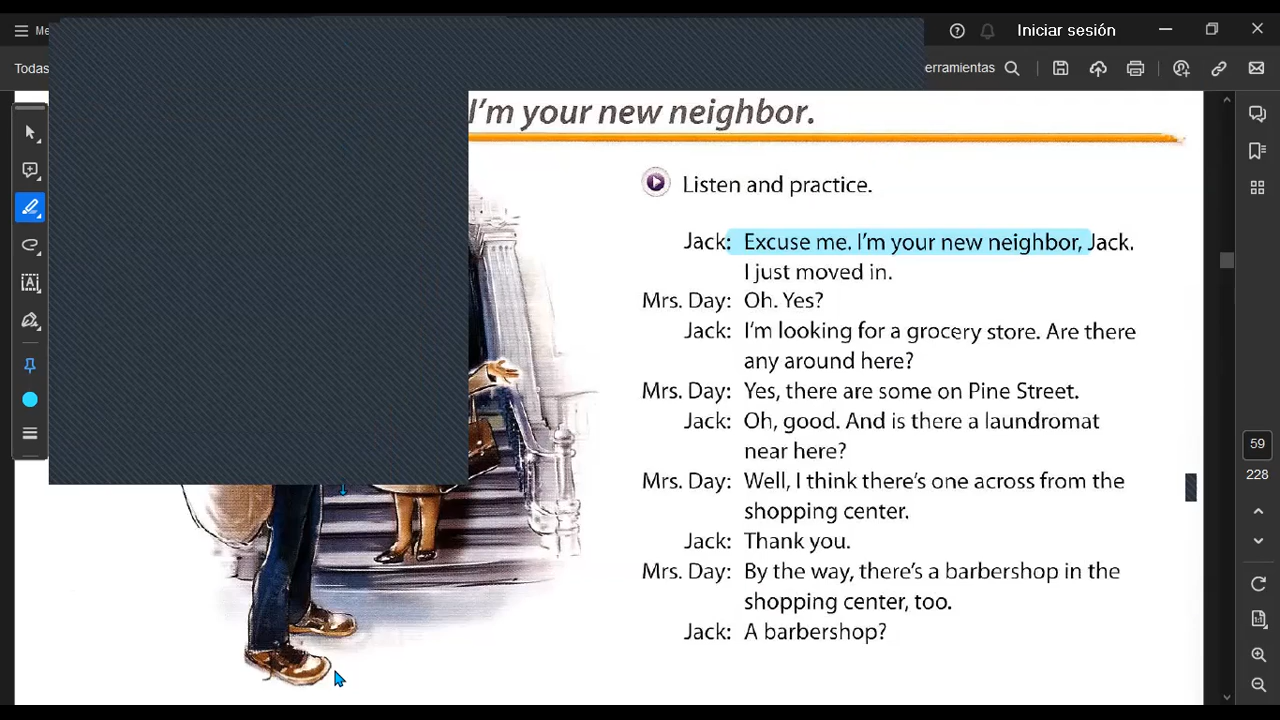 Me
Iniciar sesión
Todas
erramientas
I'm your new neighbor.
Listen and practice.
Jack: Excuse me. I'm your new neighbor, Jack.
I just moved in.
Mrs. Day: Oh. Yes?
Jack: I'm looking for a grocery store. Are there
any around here?
Mrs. Day: Yes, there are some on Pine Street.
Jack: Oh, good. And is there a laundromat
near here?
Mrs. Day: Well, I think there's one across from the
shopping center.
Jack: Thank you.
Mrs. Day: By the way, there's a barbershop in the
shopping center, too.
Jack: A barbershop?
59
228